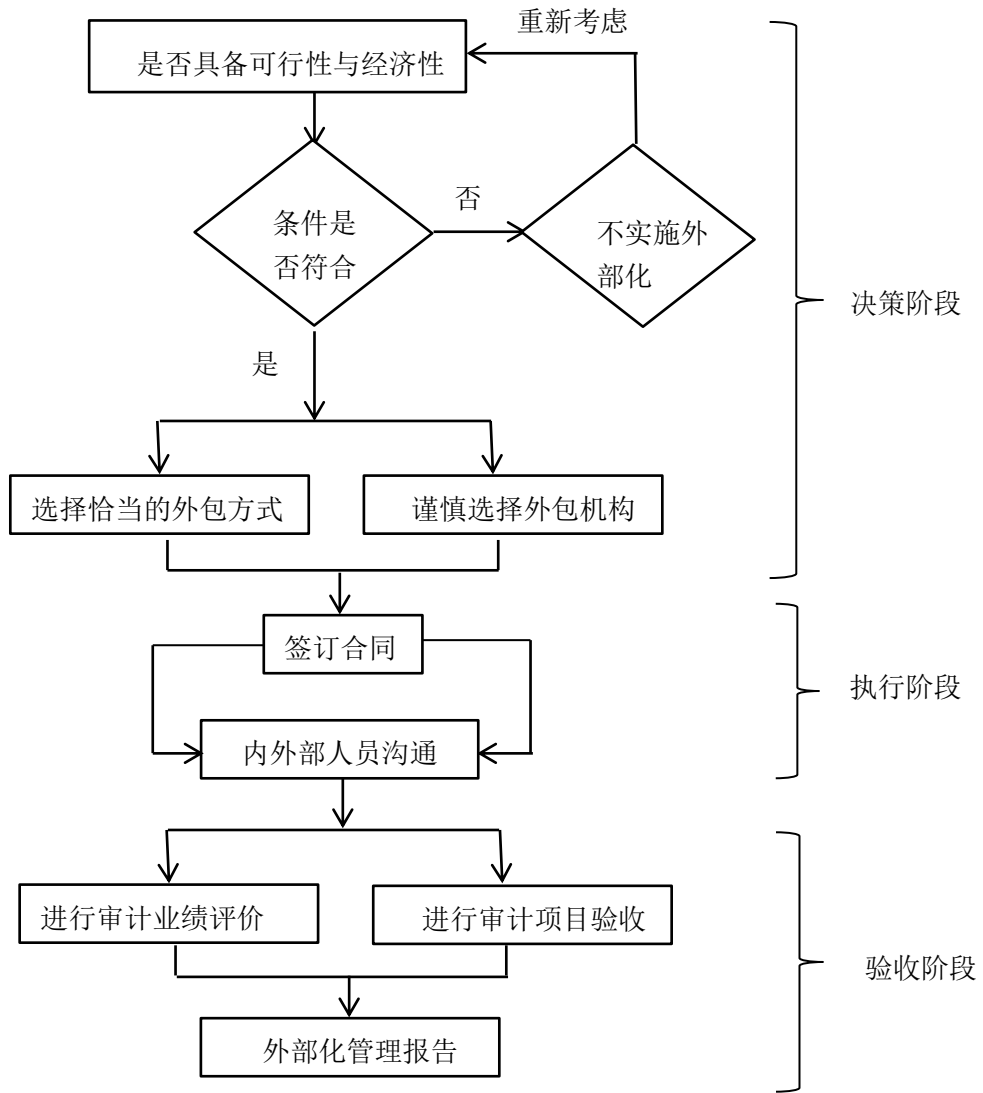 重新考虑
是否具备可行性与经济性
否
条件是
否符合
不实施外
部化
决策阶段
是
选择恰当的外包方式
谨慎选择外包机构
签订合同
执行阶段
内外部人员沟通
进行审计业绩评价
进行审计项目验收
验收阶段
外部化管理报告